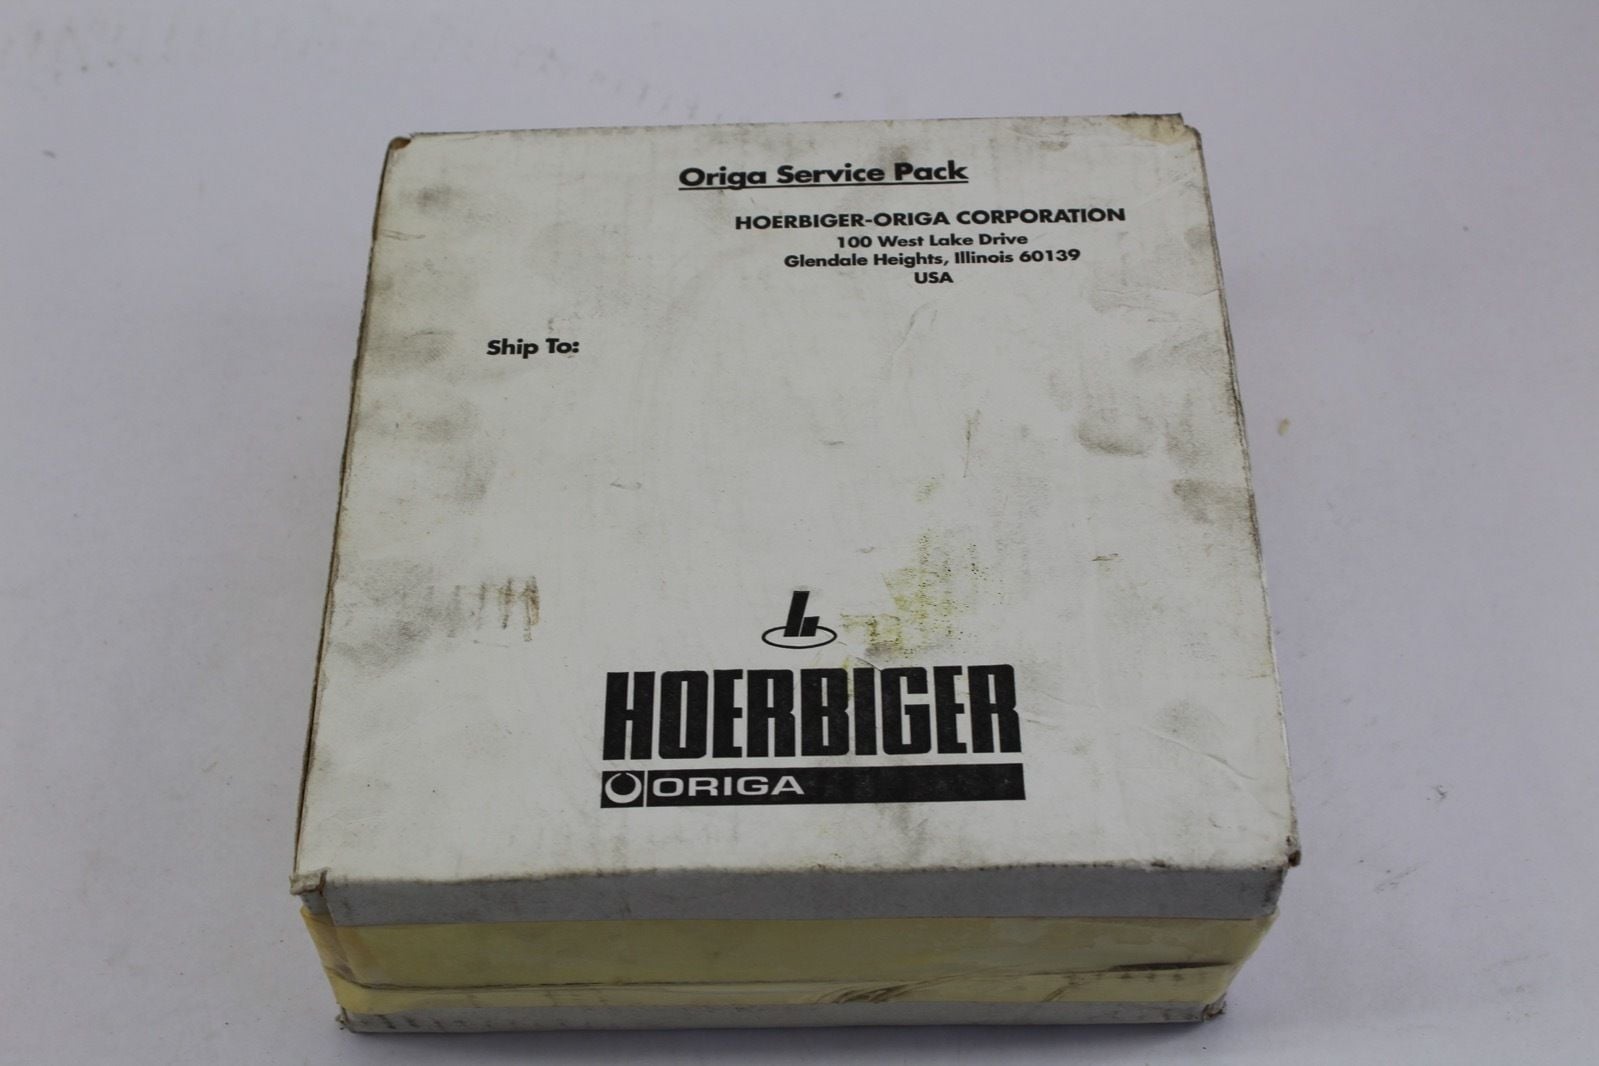 Origa Service Pack
HOERBIGER-ORIGA CORPORATION
100 West Lake Drive
Glendale Heights, Illinois 60139
USA
Ship To:
HOERBIGER
ORIGA